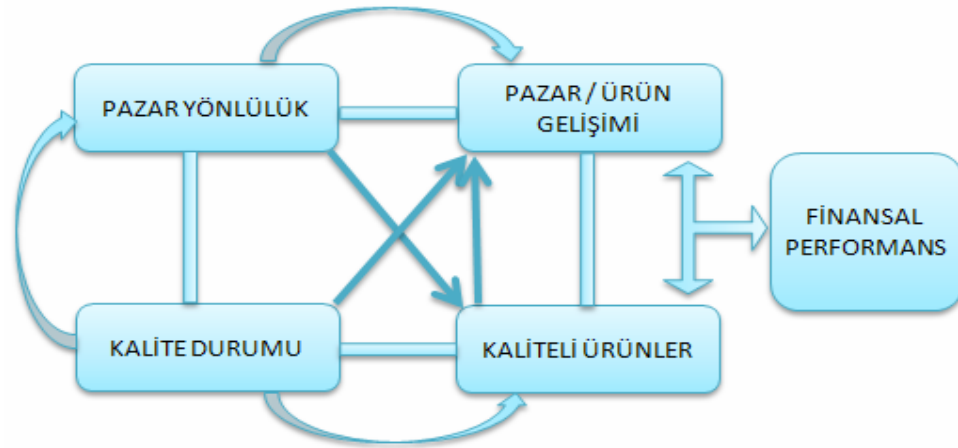 PAZAR YÖNLÜLÜK
PAZAR / ÜRÜN
GELİŞİMİ
FİNANSAL
PERFORMANS
KALİTE DURUMU
KALİTELİ ÜRÜNLER